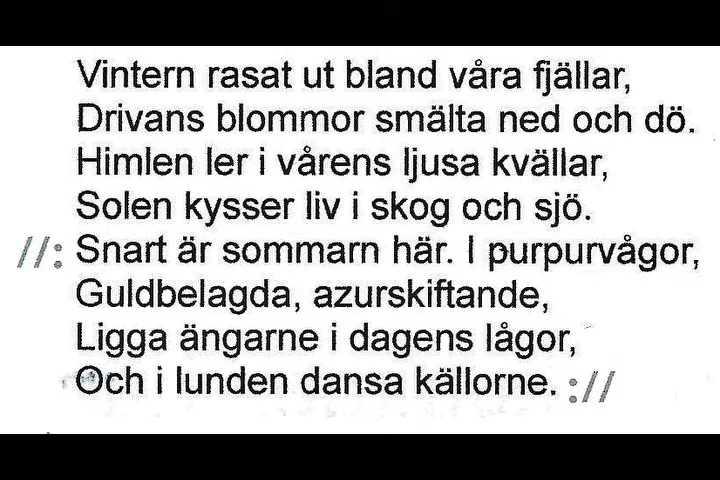 Vintern rasat ut bland våra fjällar,
Drivans blommor smälta ned och dö.
Himlen ler i vårens ljusa kvällar,
Solen kysser liv i skog och sjö.
//: Snart är sommarn här. I purpurvågor,
Guldbelagda, azurskiftande,
Ligga ängarne i dagens lågor,
Och i lunden dansa källorne. ://